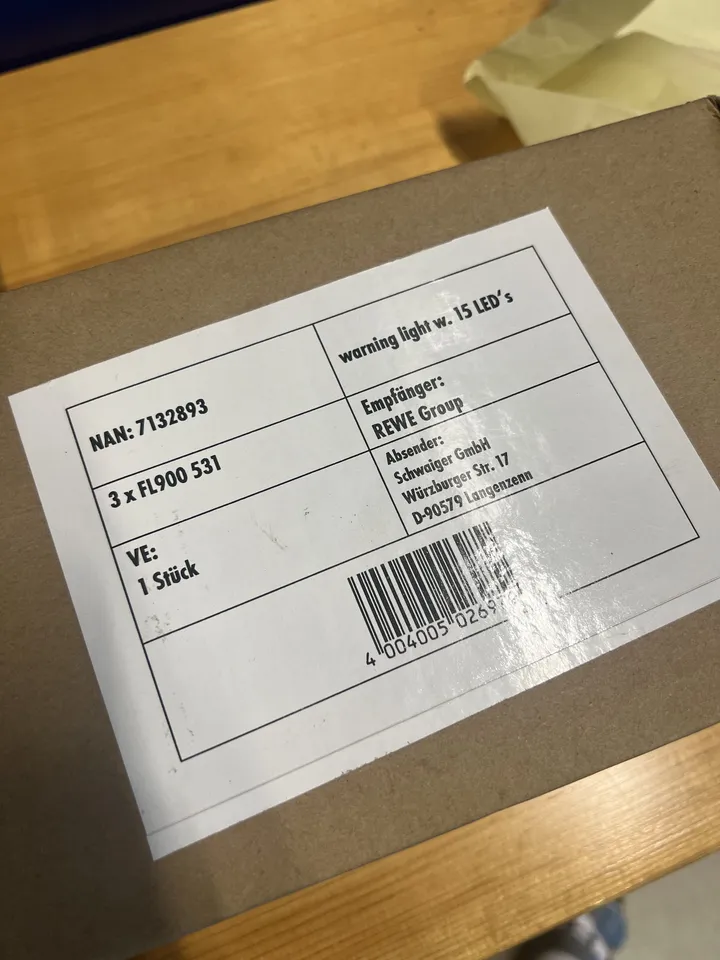 NAN: 7132893
warning light w. 15 LED's
3 x FL900 531
Empfänger:
REWE Group
VE:
1 Stück
Absender:
Schwaiger GmbH
Würzburger Str. 17
D-90579 Langenzenn
4 004005 026